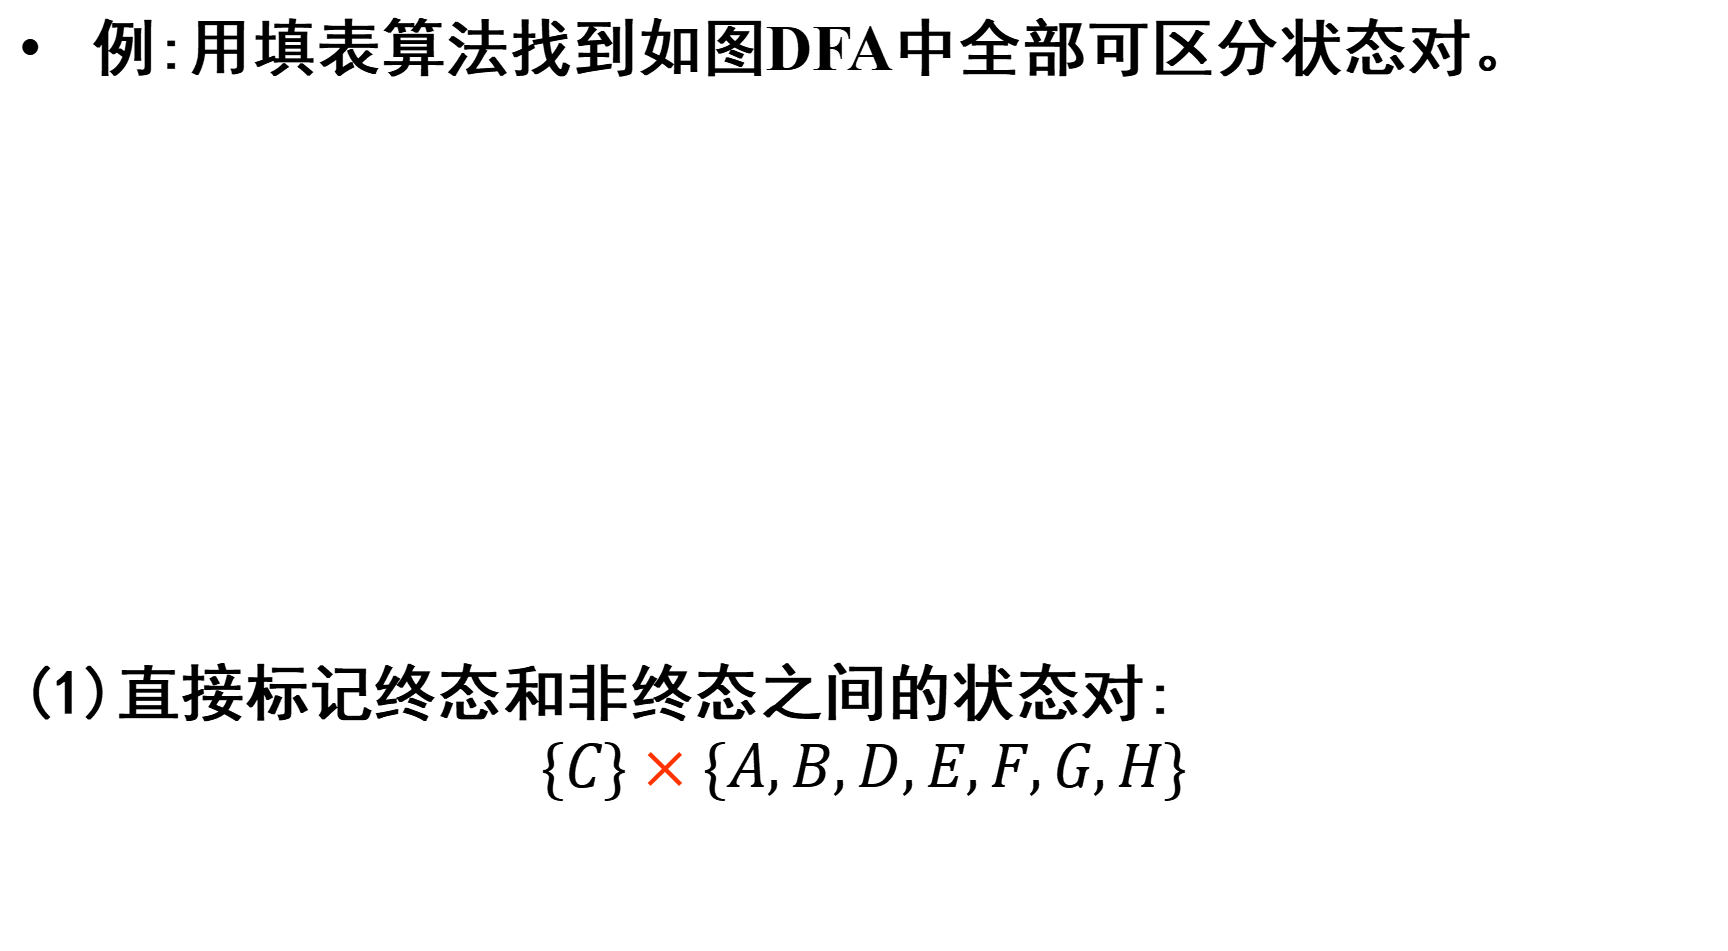 • 例:用填表算法找到如图DFA中全部可区分状态对。
(1)直接标记终态和非终态之间的状态对:
{C} × {A, B, D, E, F, G, H}